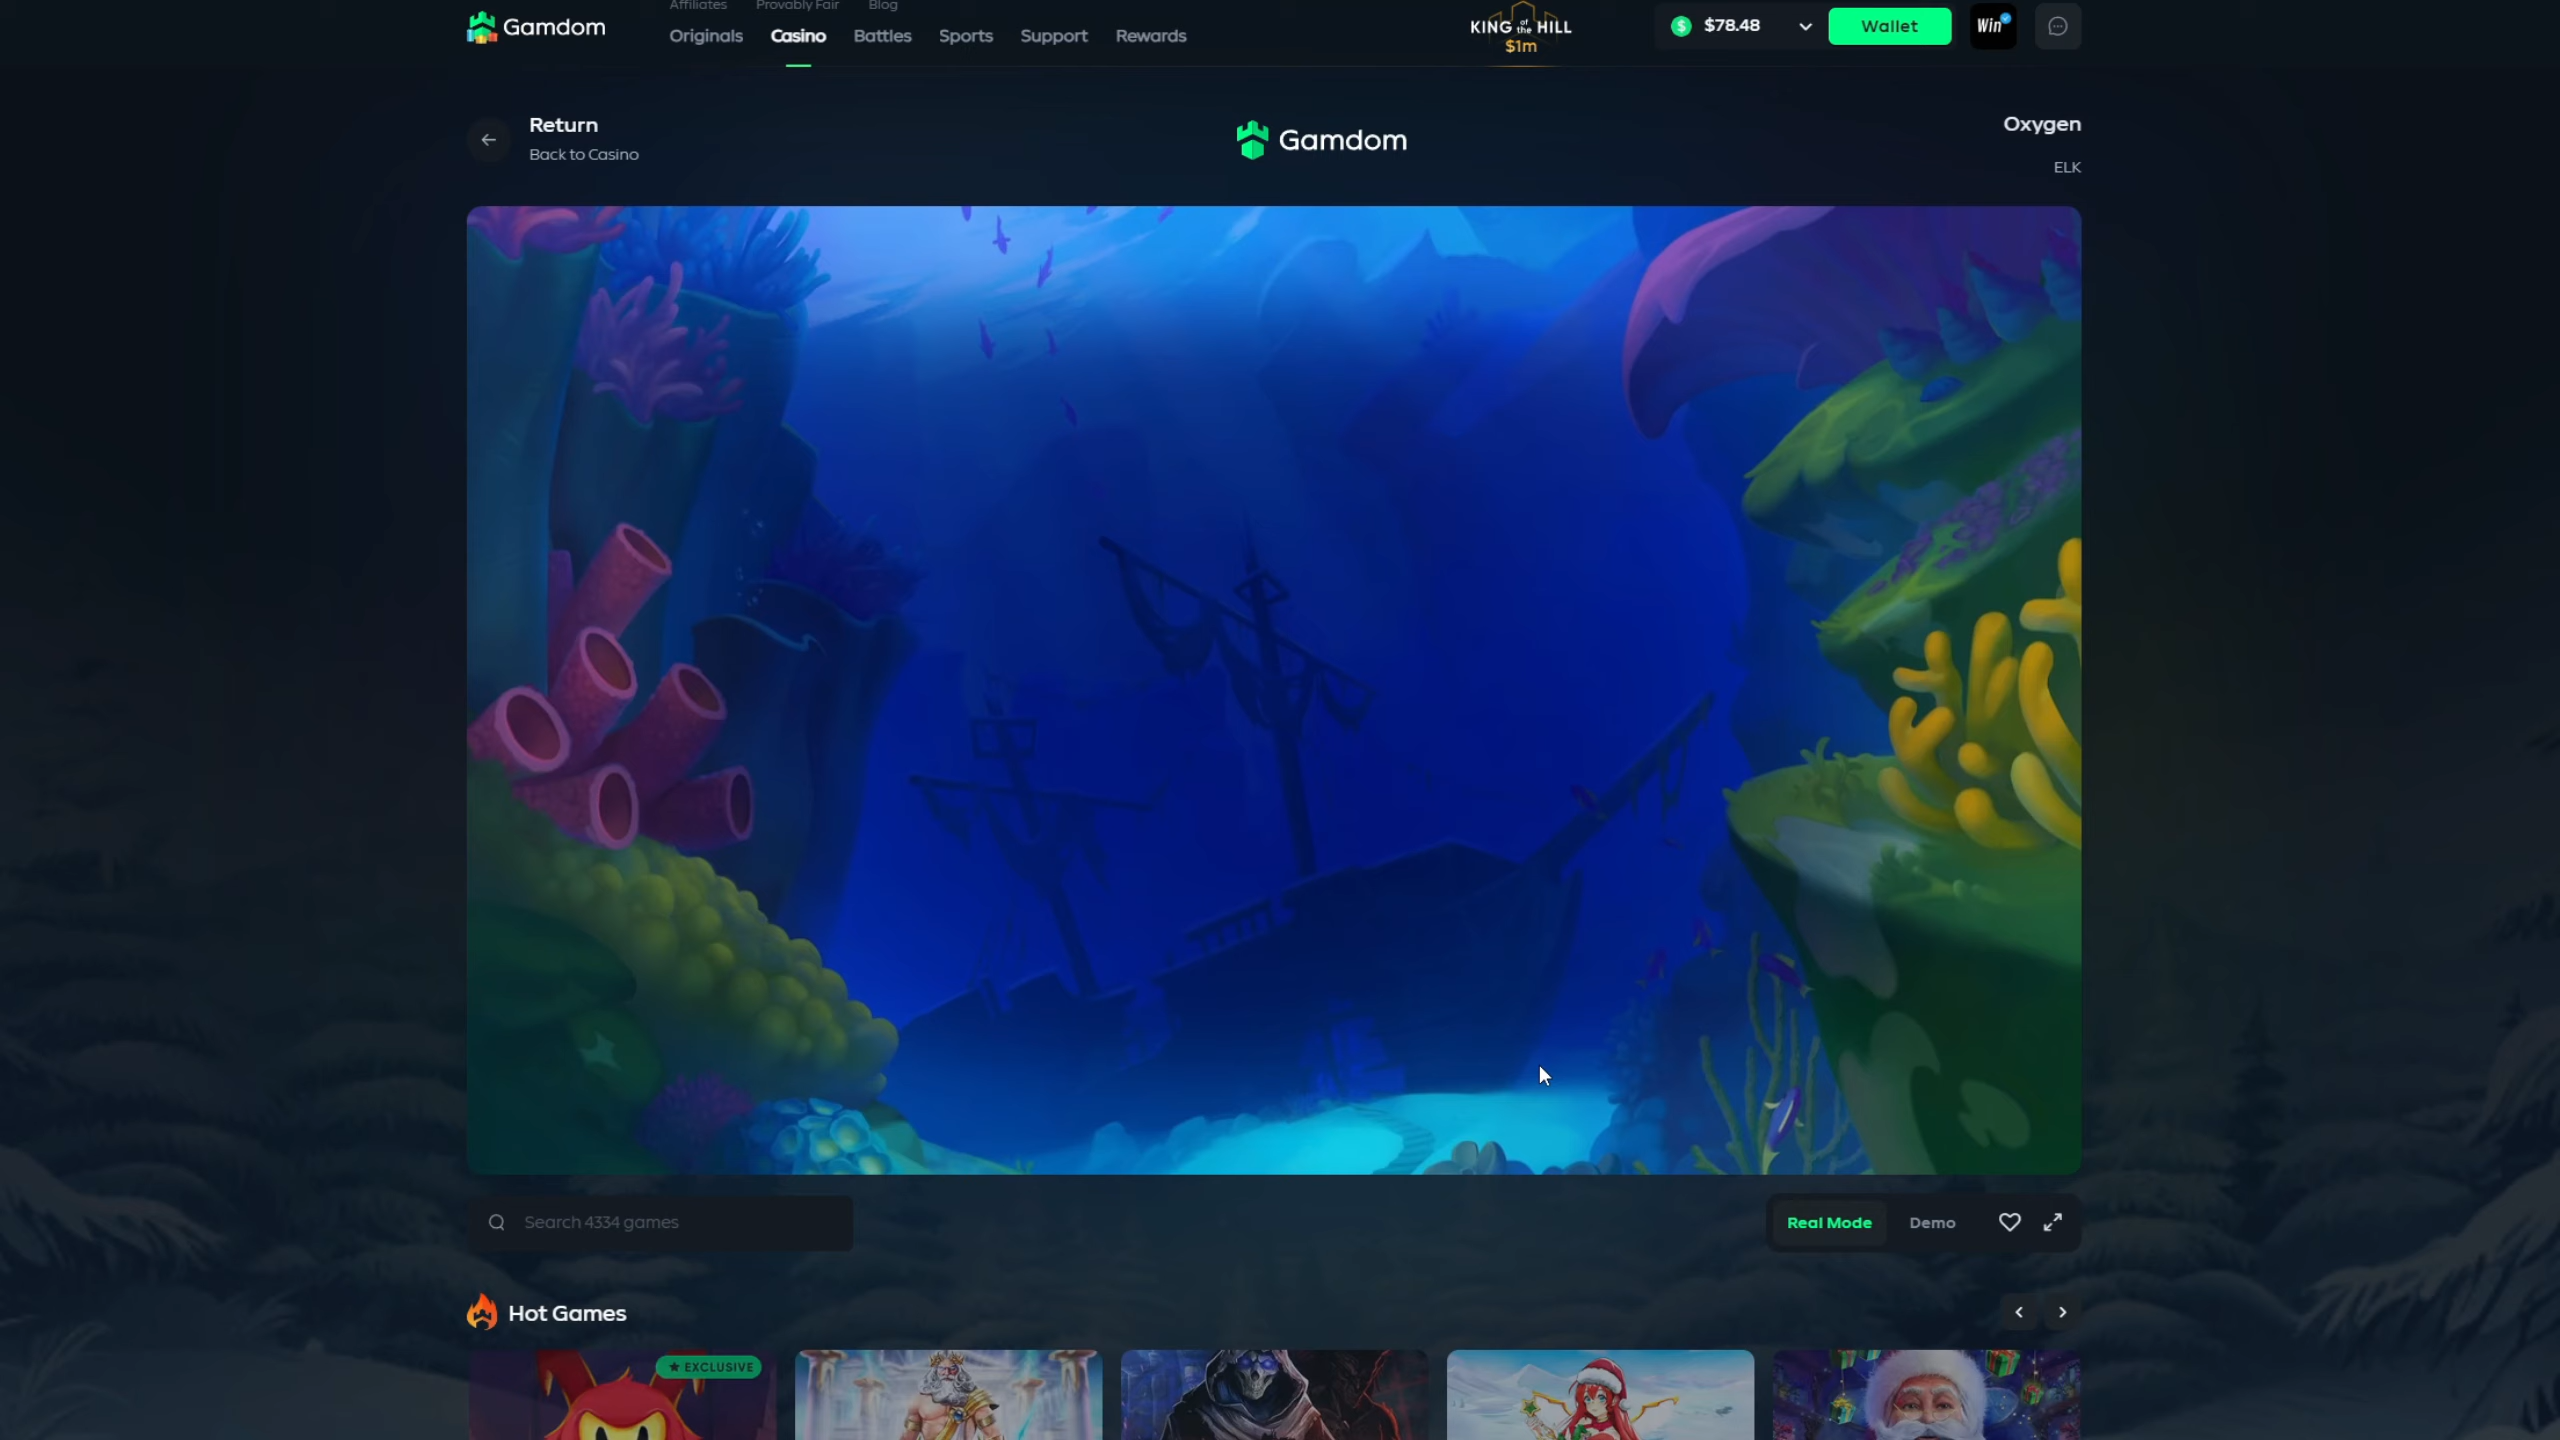 Affiliates Provably Fair Blog
Gamdom
Originals Casino Battles Sports Support Rewards
KING of the HILL
$1m
$78.48
Wallet
Win
Return
Back to Casino
Gamdom
Oxygen
ELK
Search 4334 games
Real Mode Demo
Hot Games
EXCLUSIVE